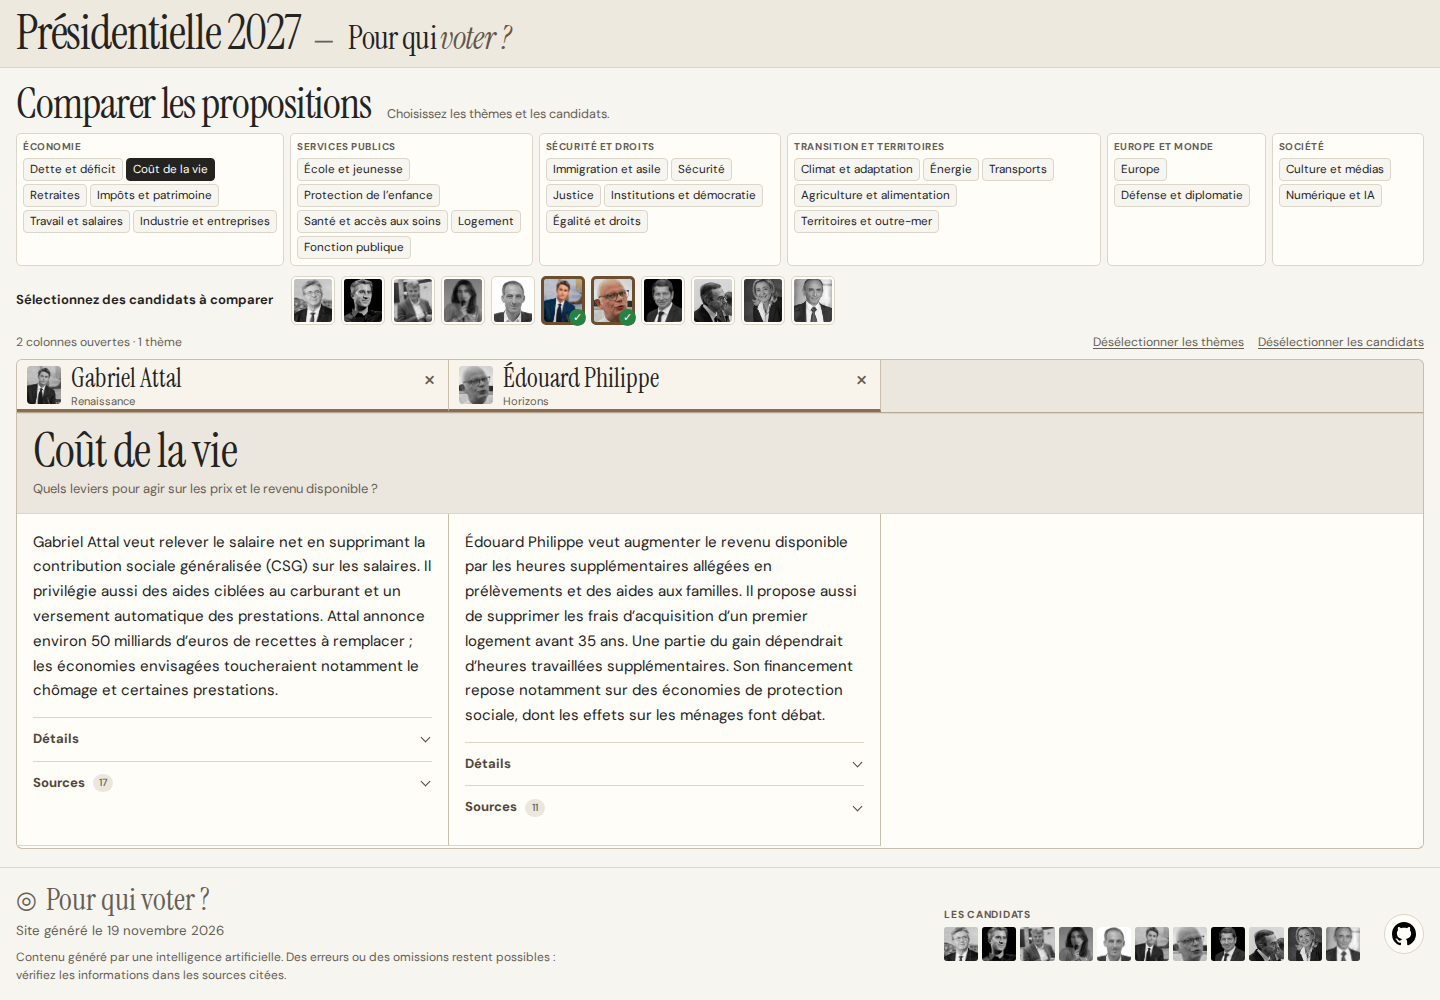 Présidentielle 2027 — Pour qui voter ?
Comparer les propositions
Choisissez les thèmes et les candidats.
ÉCONOMIE
Dette et déficit
Coût de la vie
Retraites
Impôts et patrimoine
Travail et salaires
Industrie et entreprises
SERVICES PUBLICS
École et jeunesse
Protection de l’enfance
Santé et accès aux soins
Logement
Fonction publique
SÉCURITÉ ET DROITS
Immigration et asile
Sécurité
Justice
Institutions et démocratie
Égalité et droits
TRANSITION ET TERRITOIRES
Climat et adaptation
Énergie
Transports
Agriculture et alimentation
Territoires et outre-mer
EUROPE ET MONDE
Europe
Défense et diplomatie
SOCIÉTÉ
Culture et médias
Numérique et IA
Sélectionnez des candidats à comparer
2 colonnes ouvertes · 1 thème
Désélectionner les thèmes
Désélectionner les candidats
Gabriel Attal
Renaissance
Édouard Philippe
Horizons
Coût de la vie
Quels leviers pour agir sur les prix et le revenu disponible ?
Gabriel Attal veut relever le salaire net en supprimant la
contribution sociale généralisée (CSG) sur les salaires. Il
privilégie aussi des aides ciblées au carburant et un
versement automatique des prestations. Attal annonce
environ 50 milliards d’euros de recettes à remplacer ;
les économies envisagées toucheraient notamment le
chômage et certaines prestations.
Détails
Sources 17
Édouard Philippe veut augmenter le revenu disponible
par les heures supplémentaires allégées en
prélèvements et des aides aux familles. Il propose aussi
de supprimer les frais d’acquisition d’un premier
logement avant 35 ans. Une partie du gain dépendrait
d’heures travaillées supplémentaires. Son financement
repose notamment sur des économies de protection
sociale, dont les effets sur les ménages font débat.
Détails
Sources 11
Pour qui voter ?
Site généré le 19 novembre 2026
Contenu généré par une intelligence artificielle. Des erreurs ou des omissions restent possibles :
vérifiez les informations dans les sources citées.
LES CANDIDATS